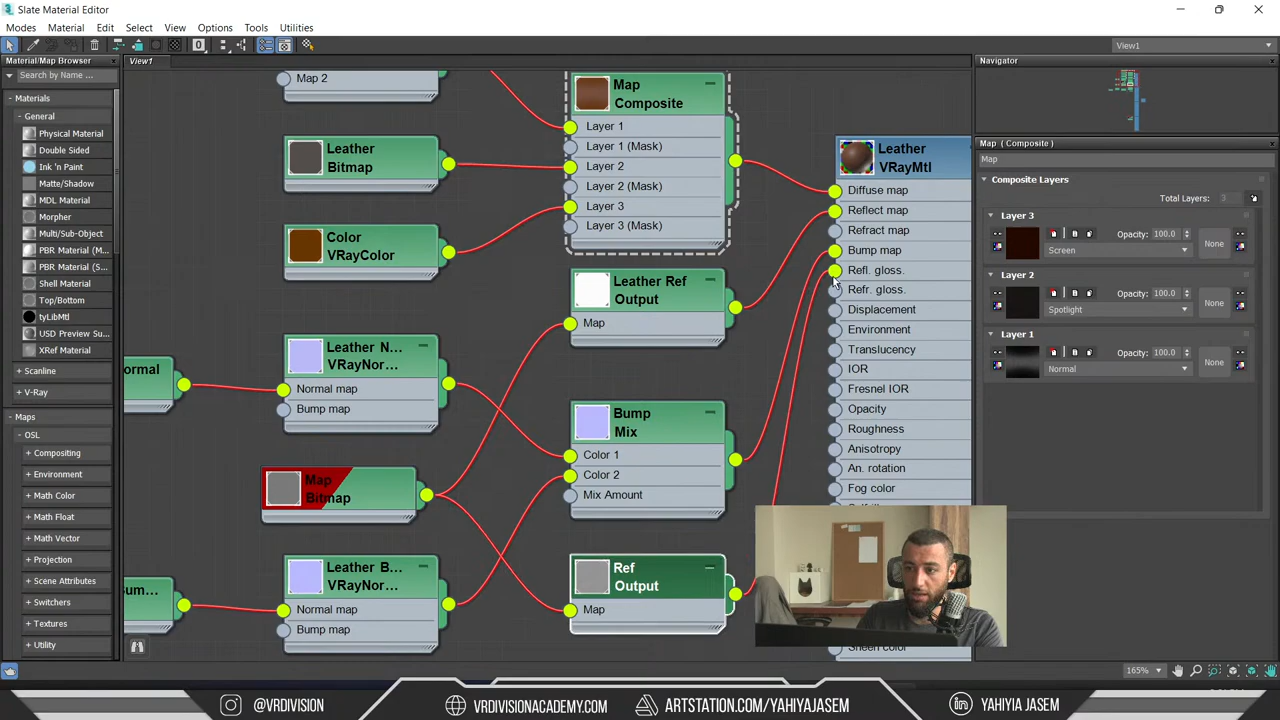 Slate Material Editor
Modes Material Edit Select View Options Tools Utilities
View1
Material/Map Browser
Search by Name ...
- Materials
- General
Physical Material
Double Sided
Ink 'n Paint
Matte/Shadow
MDL Material
Morpher
Multi/Sub-Object
PBR Material (M...
PBR Material (S...
Shell Material
Top/Bottom
tyLibMtl
USD Preview Su...
XRef Material
+ Scanline
+ V-Ray
- Maps
- OSL
+ Compositing
+ Environment
+ Math Color
+ Math Float
+ Math Vector
+ Projection
+ Scene Attributes
+ Switchers
+ Textures
+ Utility
View1
Map 2
Leather
Bitmap
Color
VRayColor
ormal
Leather N...
VRayNor...
Normal map
Bump map
Map
Bitmap
um...
Leather B...
VRayNor...
Normal map
Bump map
Map
Composite
Layer 1
Layer 1 (Mask)
Layer 2
Layer 2 (Mask)
Layer 3
Layer 3 (Mask)
Leather Ref
Output
Map
Bump
Mix
Color 1
Color 2
Mix Amount
Ref
Output
Map
Leather
VRayMtl
Diffuse map
Reflect map
Refract map
Bump map
Refl. gloss.
Refr. gloss.
Displacement
Environment
Translucency
IOR
Fresnel IOR
Opacity
Roughness
Anisotropy
An. rotation
Fog color
Sheen color
Navigator
Map ( Composite )
Map
Composite Layers
Total Layers: 3
Layer 3
Opacity: 100.0
None
Screen
Layer 2
Opacity: 100.0
None
Spotlight
Layer 1
Opacity: 100.0
None
Normal
165%
@VRDIVISION
VRDIVISIONACADEMY.COM
ARTSTATION.COM/YAHIYAJASEM
YAHIYIA JASEM